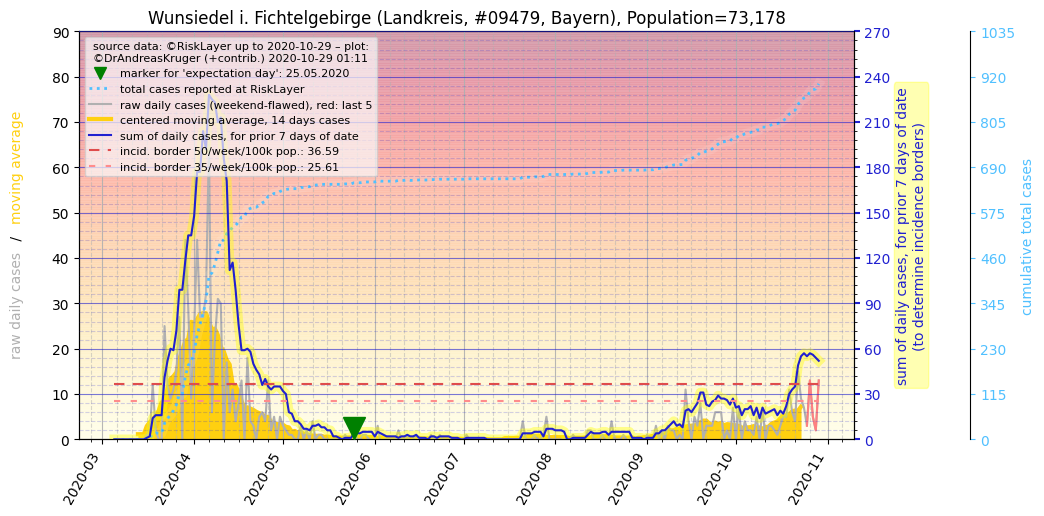 Wunsiedel i. Fichtelgebirge (Landkreis, #09479, Bayern), Population=73,178
source data: ©RiskLayer up to 2020-10-29 – plot:
©DrAndreasKruger (+contrib.) 2020-10-29 01:11
marker for 'expectation day': 25.05.2020
total cases reported at RiskLayer
raw daily cases (weekend-flawed), red: last 5
centered moving average, 14 days cases
sum of daily cases, for prior 7 days of date
incid. border 50/week/100k pop.: 36.59
incid. border 35/week/100k pop.: 25.61
raw daily cases / moving average
90
80
70
60
50
40
30
20
10
0
2020-03
2020-04
2020-05
2020-06
2020-07
2020-08
2020-09
2020-10
2020-11
270
240
210
180
150
120
90
60
30
0
sum of daily cases, for prior 7 days of date
(to determine incidence borders)
1035
920
805
690
575
460
345
230
115
0
cumulative total cases